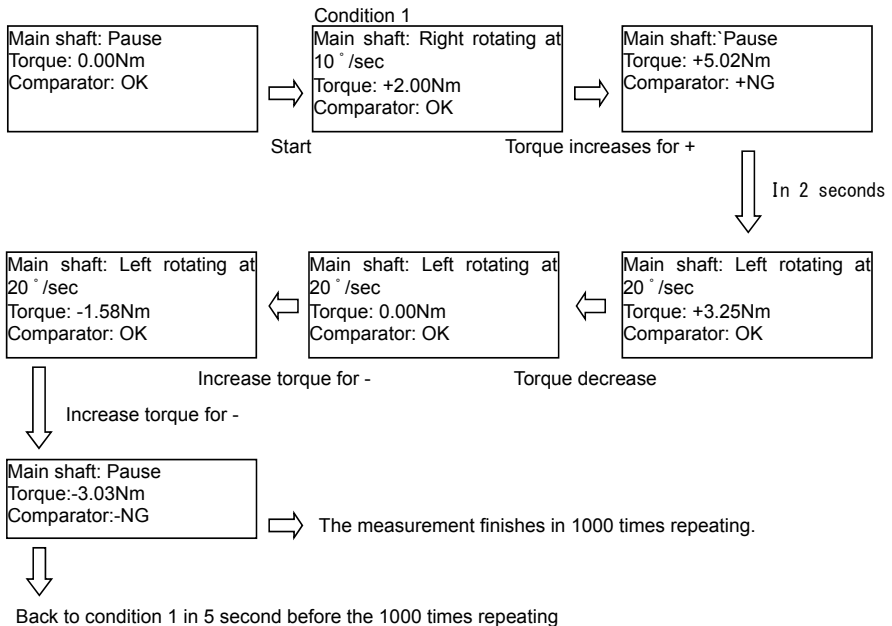 Condition 1
Main shaft: Pause
Torque: 0.00Nm
Comparator: OK
Main shaft: Right rotating at
10 °/sec
Torque: +2.00Nm
Comparator: OK
Main shaft:`Pause
Torque: +5.02Nm
Comparator: +NG
Start
Torque increases for +
In 2 seconds
Main shaft: Left rotating at
20 °/sec
Torque: +3.25Nm
Comparator: OK
Torque decrease
Main shaft: Left rotating at
20 °/sec
Torque: 0.00Nm
Comparator: OK
Increase torque for -
Main shaft: Left rotating at
20 °/sec
Torque: -1.58Nm
Comparator: OK
Increase torque for -
Main shaft: Pause
Torque:-3.03Nm
Comparator:-NG
The measurement finishes in 1000 times repeating.
Back to condition 1 in 5 second before the 1000 times repeating